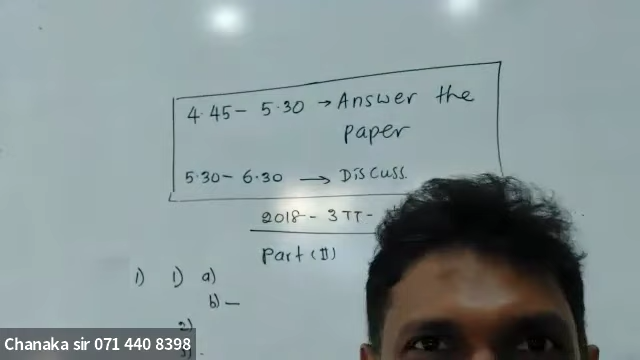 4.45 - 5.30 → Answer the
paper
5.30 - 6.30 → Discuss.
2018 - 3TT -
Part (II)
1) 1) a)
b) —
2)
3).
Chanaka sir 071 440 8398